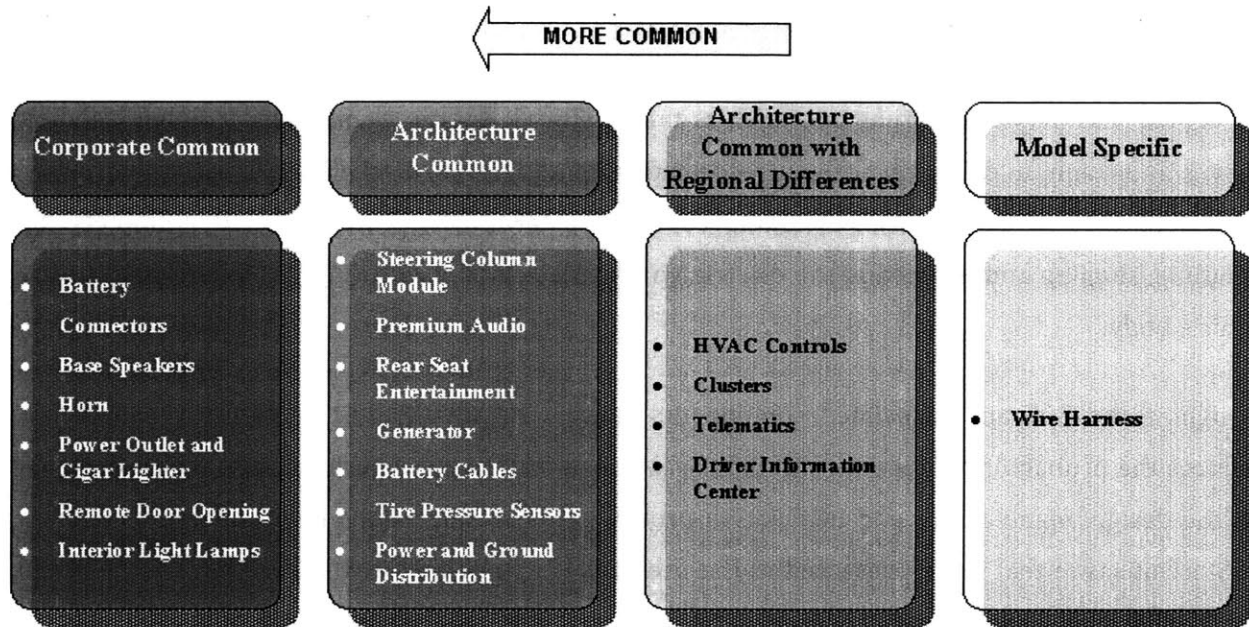 MORE COMMON
Corporate Common
Architecture
Common
Architecture
Common with
Regional Differences
Model Specific
• Battery
• Connectors
• Base Speakers
• Horn
• Power Outlet and
Cigar Lighter
• Remote Door Opening
• Interior Light Lamps
• Steering Column
Module
• Premium Audio
• Rear Seat
Entertainment
• Generator
• Battery Cables
• Tire Pressure Sensors
• Power and Ground
Distribution
• HVAC Controls
• Clusters
• Telematics
• Driver Information
Center
• Wire Harness